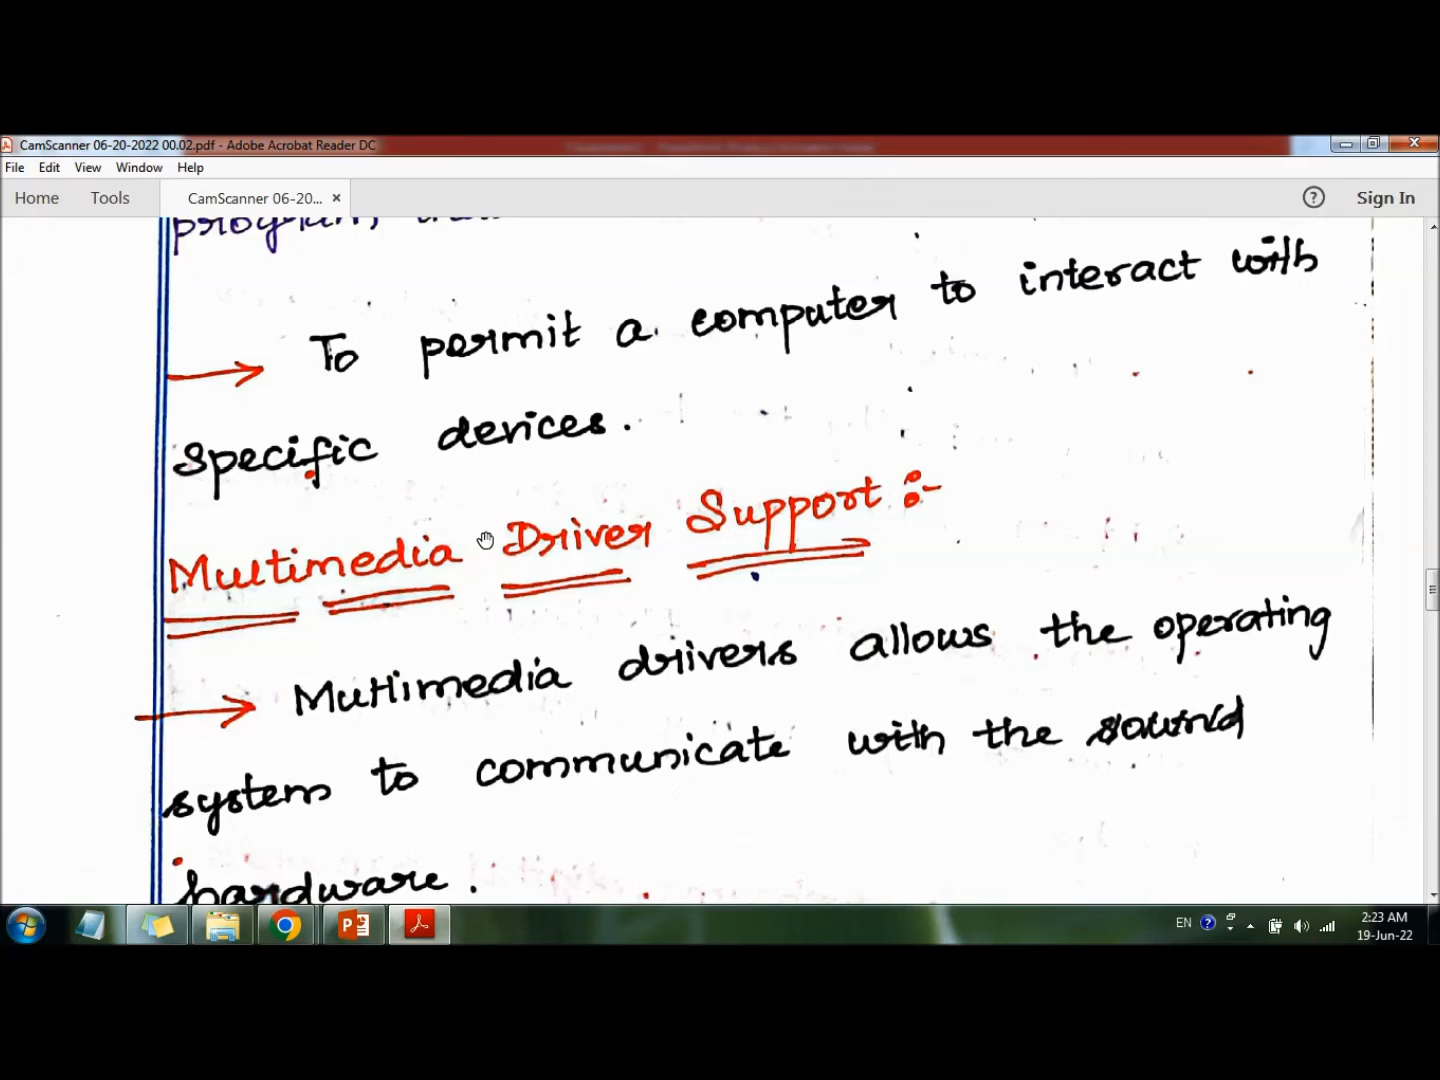 CamScanner 06-20-2022 00.02.pdf - Adobe Acrobat Reader DC
File Edit View Window Help
Home Tools CamScanner 06-20... × ? Sign In
program,
→ To permit a computer to interact with
specific devices.
Multimedia Driver Support :-
→ Multimedia drivers allows the operating
system to communicate with the sound
hardware.
EN ? 2:23 AM
19-Jun-22